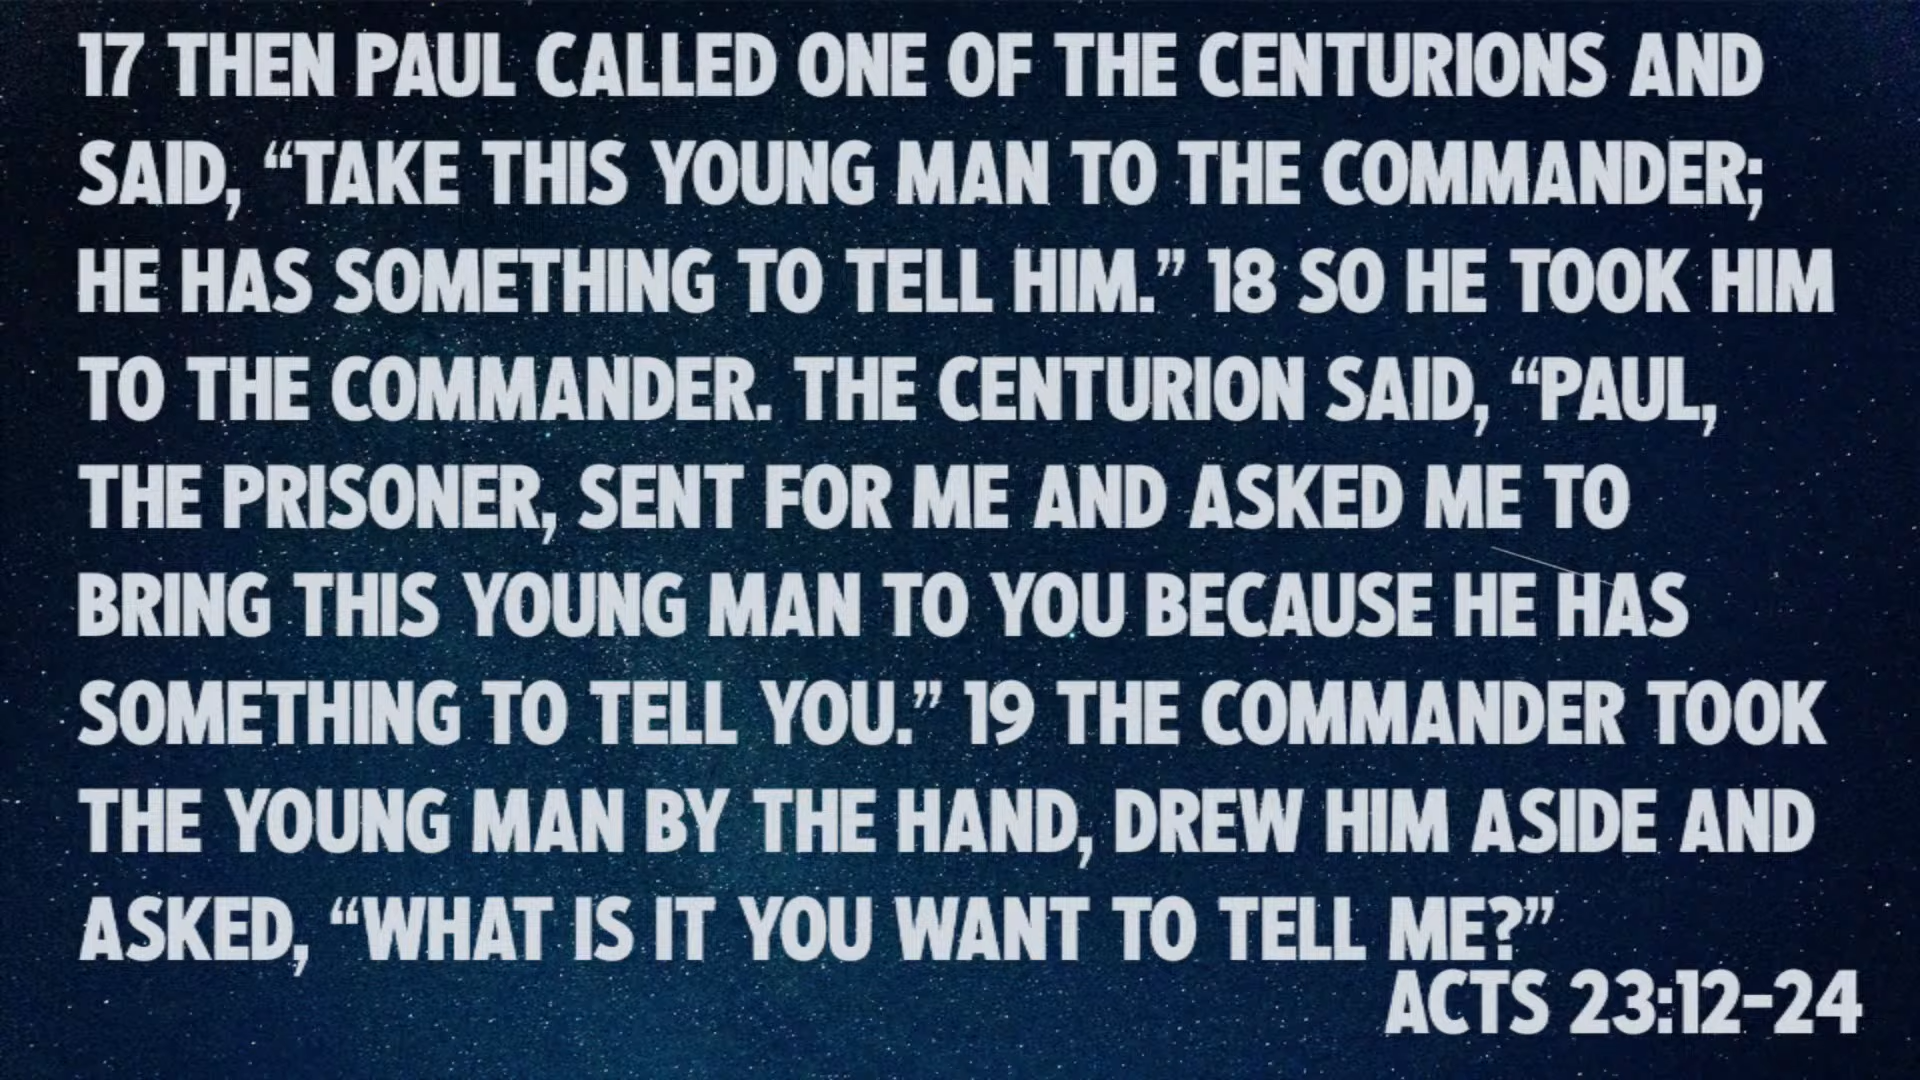 17 THEN PAUL CALLED ONE OF THE CENTURIONS AND
SAID, “TAKE THIS YOUNG MAN TO THE COMMANDER;
HE HAS SOMETHING TO TELL HIM.” 18 SO HE TOOK HIM
TO THE COMMANDER. THE CENTURION SAID, “PAUL,
THE PRISONER, SENT FOR ME AND ASKED ME TO
BRING THIS YOUNG MAN TO YOU BECAUSE HE HAS
SOMETHING TO TELL YOU.” 19 THE COMMANDER TOOK
THE YOUNG MAN BY THE HAND, DREW HIM ASIDE AND
ASKED, “WHAT IS IT YOU WANT TO TELL ME?”
ACTS 23:12-24